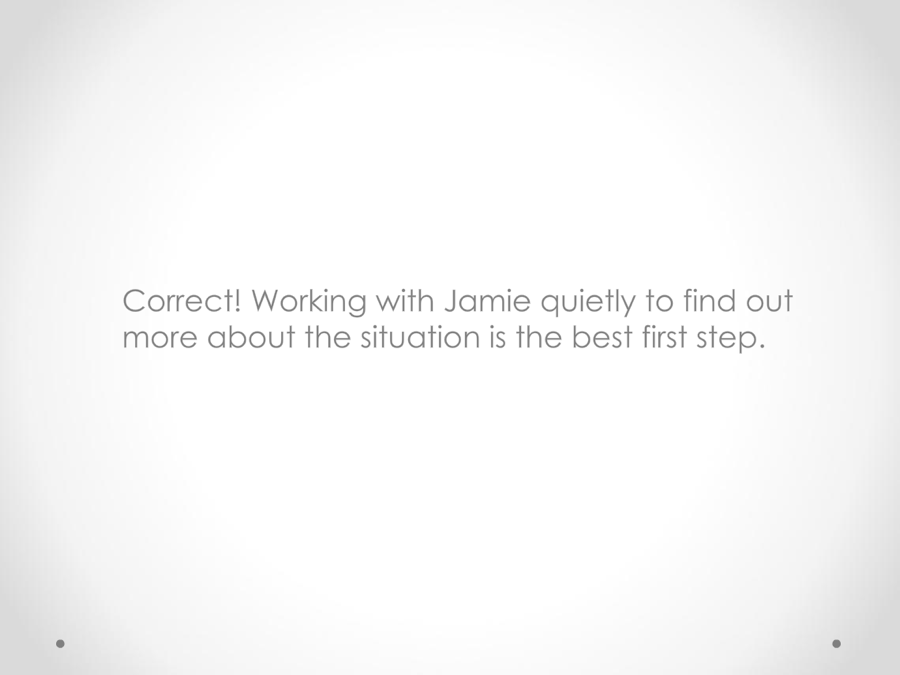 Correct! Working with Jamie quietly to find out
more about the situation is the best first step.